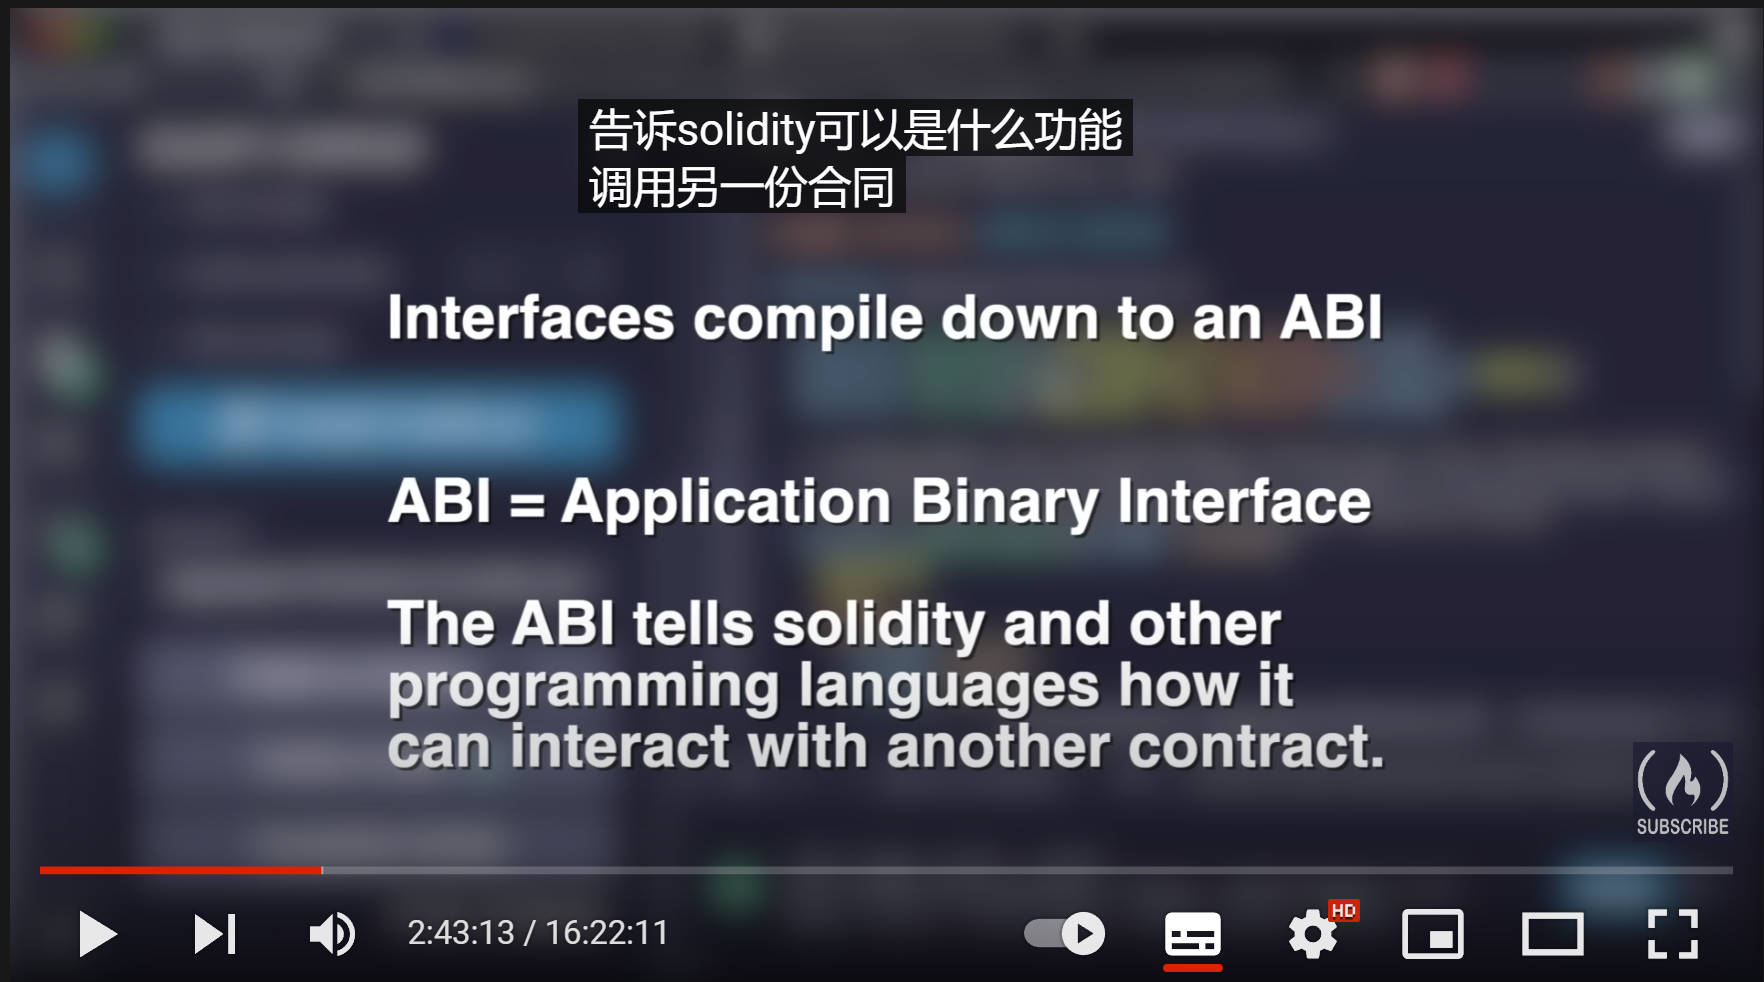 告诉solidity可以是什么功能
调用另一份合同
Interfaces compile down to an ABI
ABI = Application Binary Interface
The ABI tells solidity and other
programming languages how it
can interact with another contract.
SUBSCRIBE
2:43:13 / 16:22:11
HD